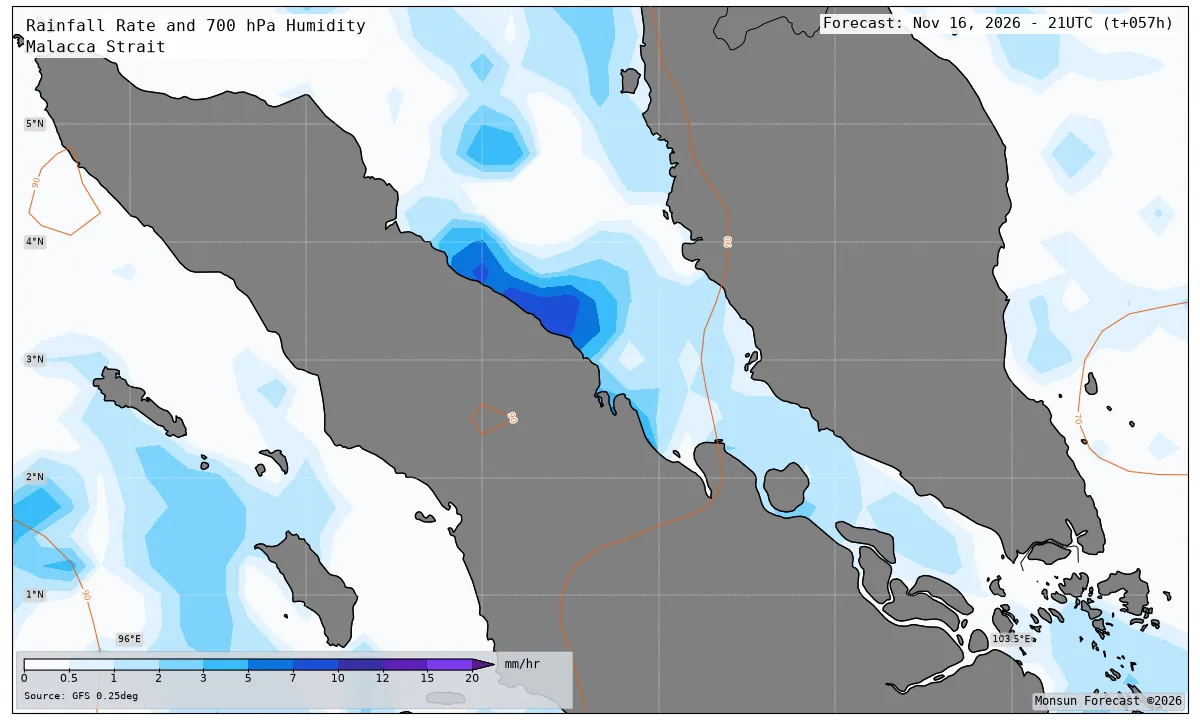 Rainfall Rate and 700 hPa Humidity
Malacca Strait
Forecast: Nov 16, 2026 - 21UTC (t+057h)
5°N
90
4°N
90
3°N
90
70
2°N
90
1°N
96°E
103.5°E
0 0.5 1 2 3 5 7 10 12 15 20 mm/hr
Source: GFS 0.25deg
Monsun Forecast ©2026